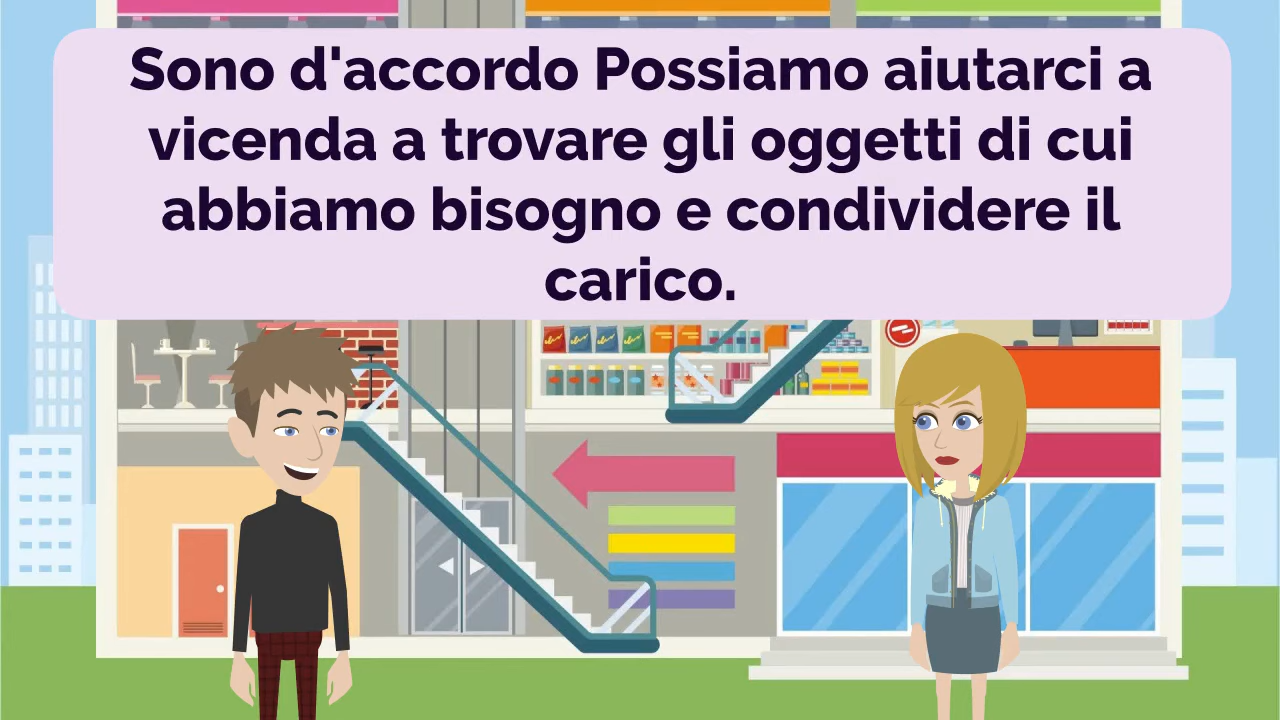 Sono d'accordo Possiamo aiutarci a
vicenda a trovare gli oggetti di cui
abbiamo bisogno e condividere il
carico.